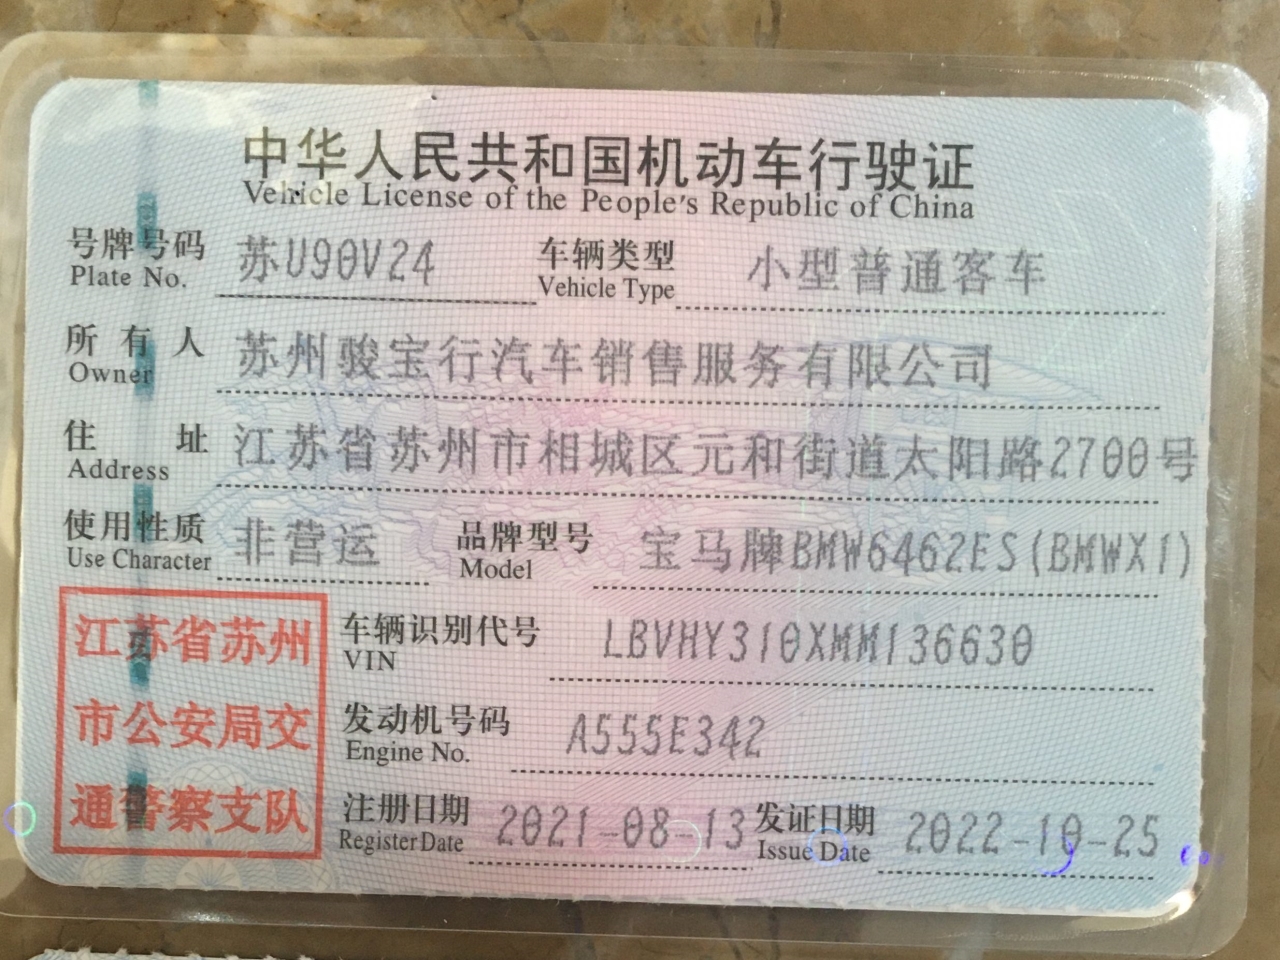 中华人民共和国机动车行驶证
Vehicle License of the People's Republic of China
号牌号码 苏U90V24 车辆类型 小型普通客车
Plate No. Vehicle Type
所有人 苏州骏宝行汽车销售服务有限公司
Owner
住址 江苏省苏州市相城区元和街道太阳路2700号
Address
使用性质 非营运 品牌型号 宝马牌BMW6462ES(BMWX1)
Use Character Model
江苏省苏州
市公安局交
通警察支队
车辆识别代号 LBVHY310XMM136630
VIN
发动机号码 A555E342
Engine No.
注册日期 2021-08-13 发证日期 2022-10-25
Register Date Issue Date